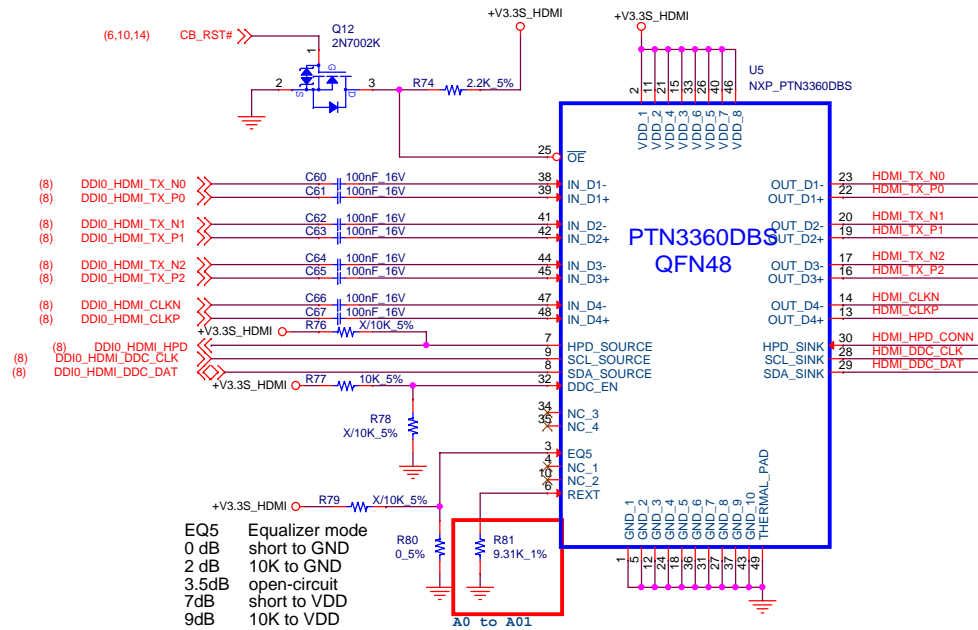 +V3.3S_HDMI
+V3.3S_HDMI
Q12
2N7002K
(6,10,14) CB_RST#
1
G
S
D
2
3
R74 2.2K_5%
U5
NXP_PTN3360DBS
2 11 21 15 33 26 40 46
VDD_1 VDD_2 VDD_4 VDD_3 VDD_6 VDD_5 VDD_7 VDD_8
25 OE
(8) DDI0_HDMI_TX_N0 C60 100nF_16V 38 IN_D1- OUT_D1- 23 HDMI_TX_N0
(8) DDI0_HDMI_TX_P0 C61 100nF_16V 39 IN_D1+ OUT_D1+ 22 HDMI_TX_P0
(8) DDI0_HDMI_TX_N1 C62 100nF_16V 41 IN_D2- OUT_D2- 20 HDMI_TX_N1
(8) DDI0_HDMI_TX_P1 C63 100nF_16V 42 IN_D2+ OUT_D2+ 19 HDMI_TX_P1
PTN3360DBS
QFN48
(8) DDI0_HDMI_TX_N2 C64 100nF_16V 44 IN_D3- OUT_D3- 17 HDMI_TX_N2
(8) DDI0_HDMI_TX_P2 C65 100nF_16V 45 IN_D3+ OUT_D3+ 16 HDMI_TX_P2
(8) DDI0_HDMI_CLKN C66 100nF_16V 47 IN_D4- OUT_D4- 14 HDMI_CLKN
(8) DDI0_HDMI_CLKP C67 100nF_16V 48 IN_D4+ OUT_D4+ 13 HDMI_CLKP
+V3.3S_HDMI R76 X/10K_5%
(8) DDI0_HDMI_HPD 7 HPD_SOURCE HPD_SINK 30 HDMI_HPD_CONN
(8) DDI0_HDMI_DDC_CLK 9 SCL_SOURCE SCL_SINK 28 HDMI_DDC_CLK
(8) DDI0_HDMI_DDC_DAT 8 SDA_SOURCE SDA_SINK 29 HDMI_DDC_DAT
+V3.3S_HDMI R77 10K_5% 32 DDC_EN
34 NC_3
35 NC_4
R78
X/10K_5%
3 EQ5
4 NC_1
10 NC_2
6 REXT
+V3.3S_HDMI R79 X/10K_5%
R80
0_5%
R81
9.31K_1%
GND_1 GND_2 GND_3 GND_4 GND_5 GND_6 GND_7 GND_8 GND_9 GND_10 THERMAL_PAD
1 5 12 24 18 36 31 27 37 43 49
EQ5 Equalizer mode
0 dB short to GND
2 dB 10K to GND
3.5dB open-circuit
7dB short to VDD
9dB 10K to VDD
A0 to A01